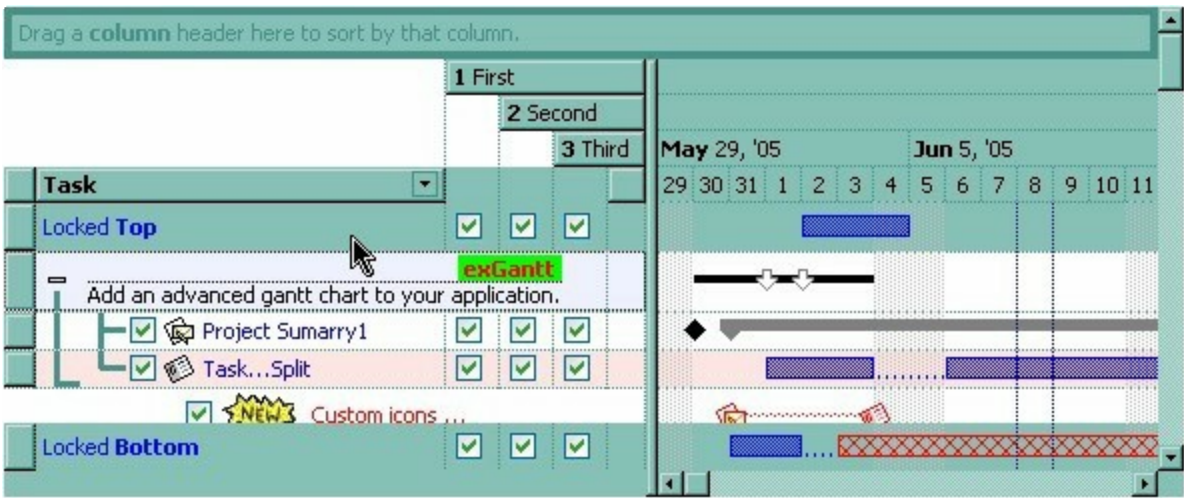 Drag a column header here to sort by that column.
1 First
2 Second
3 Third
May 29, '05 Jun 5, '05
Task
29 30 31 1 2 3 4 5 6 7 8 9 10 11
Locked Top
exGantt
Add an advanced gantt chart to your application.
Project Sumarry1
Task...Split
NEW Custom icons ...
Locked Bottom